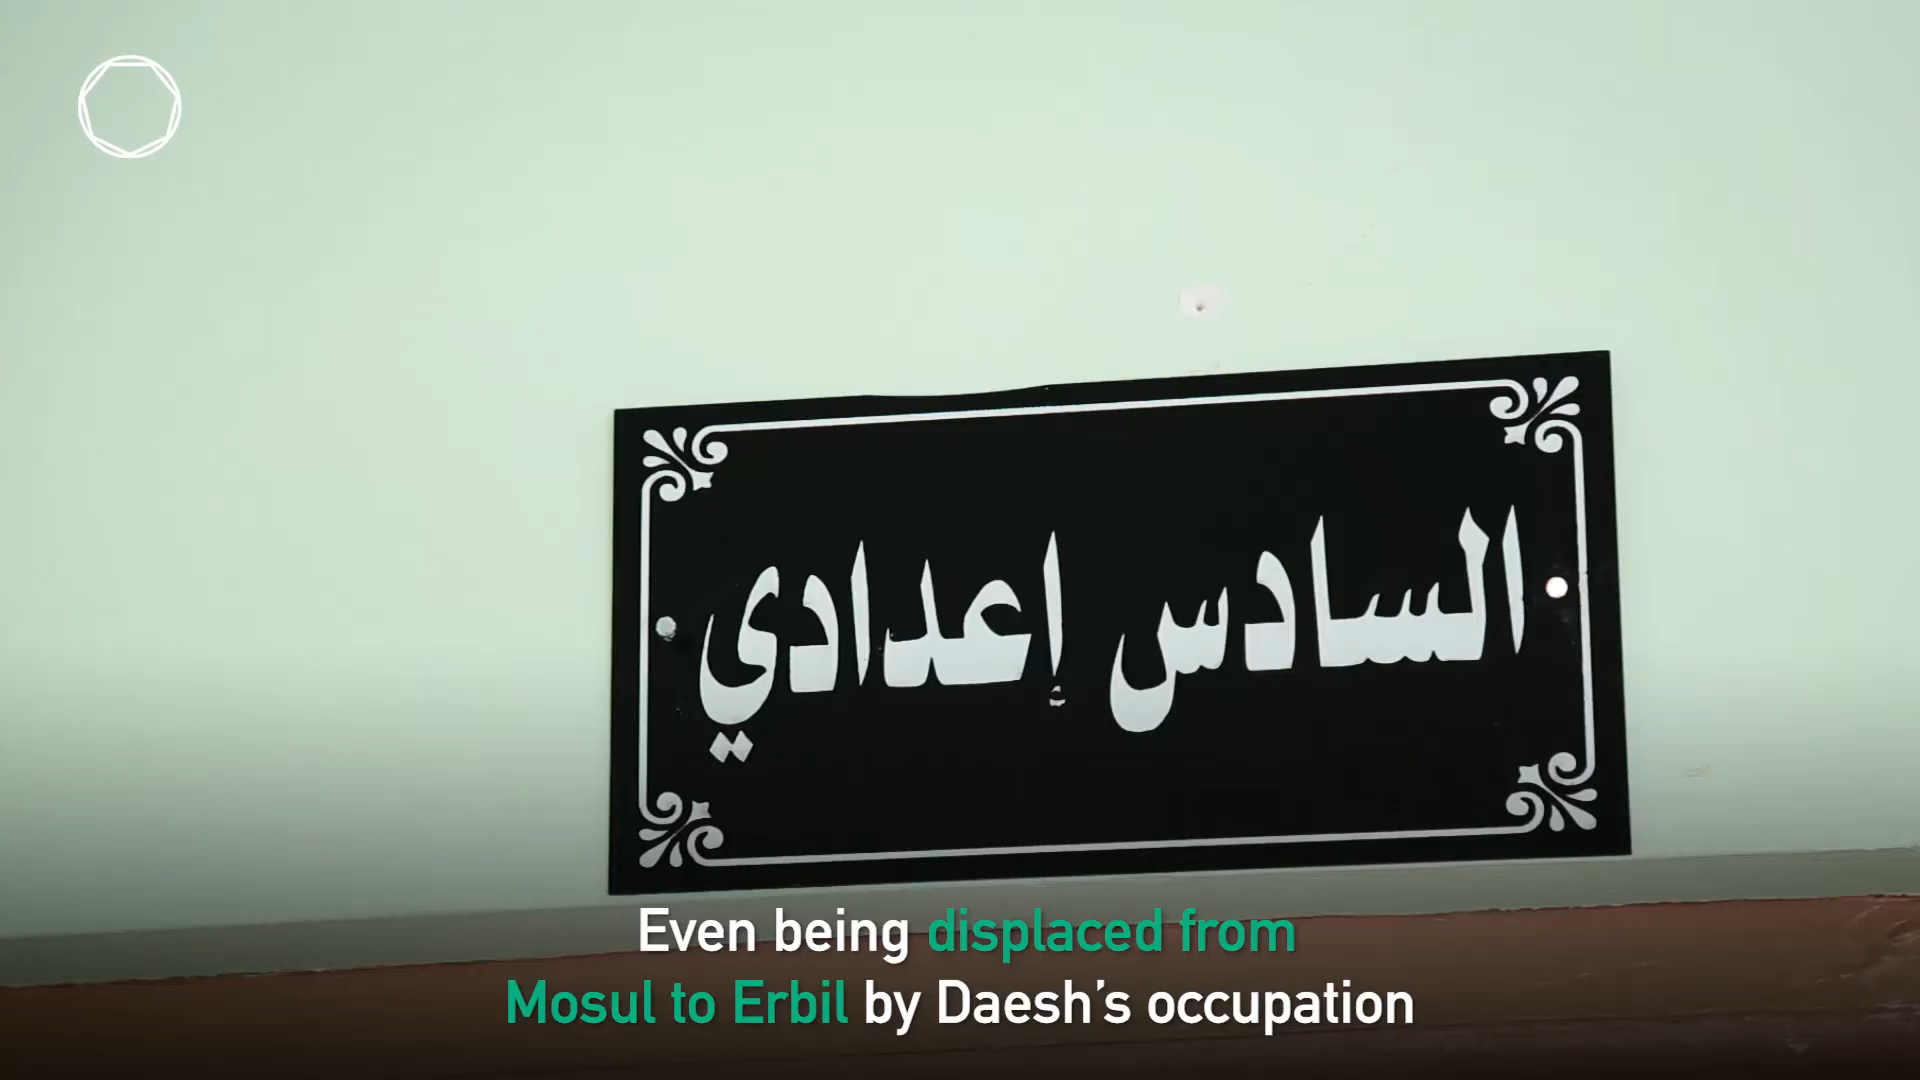 السادس إعدادي
Even being displaced from
Mosul to Erbil by Daesh’s occupation